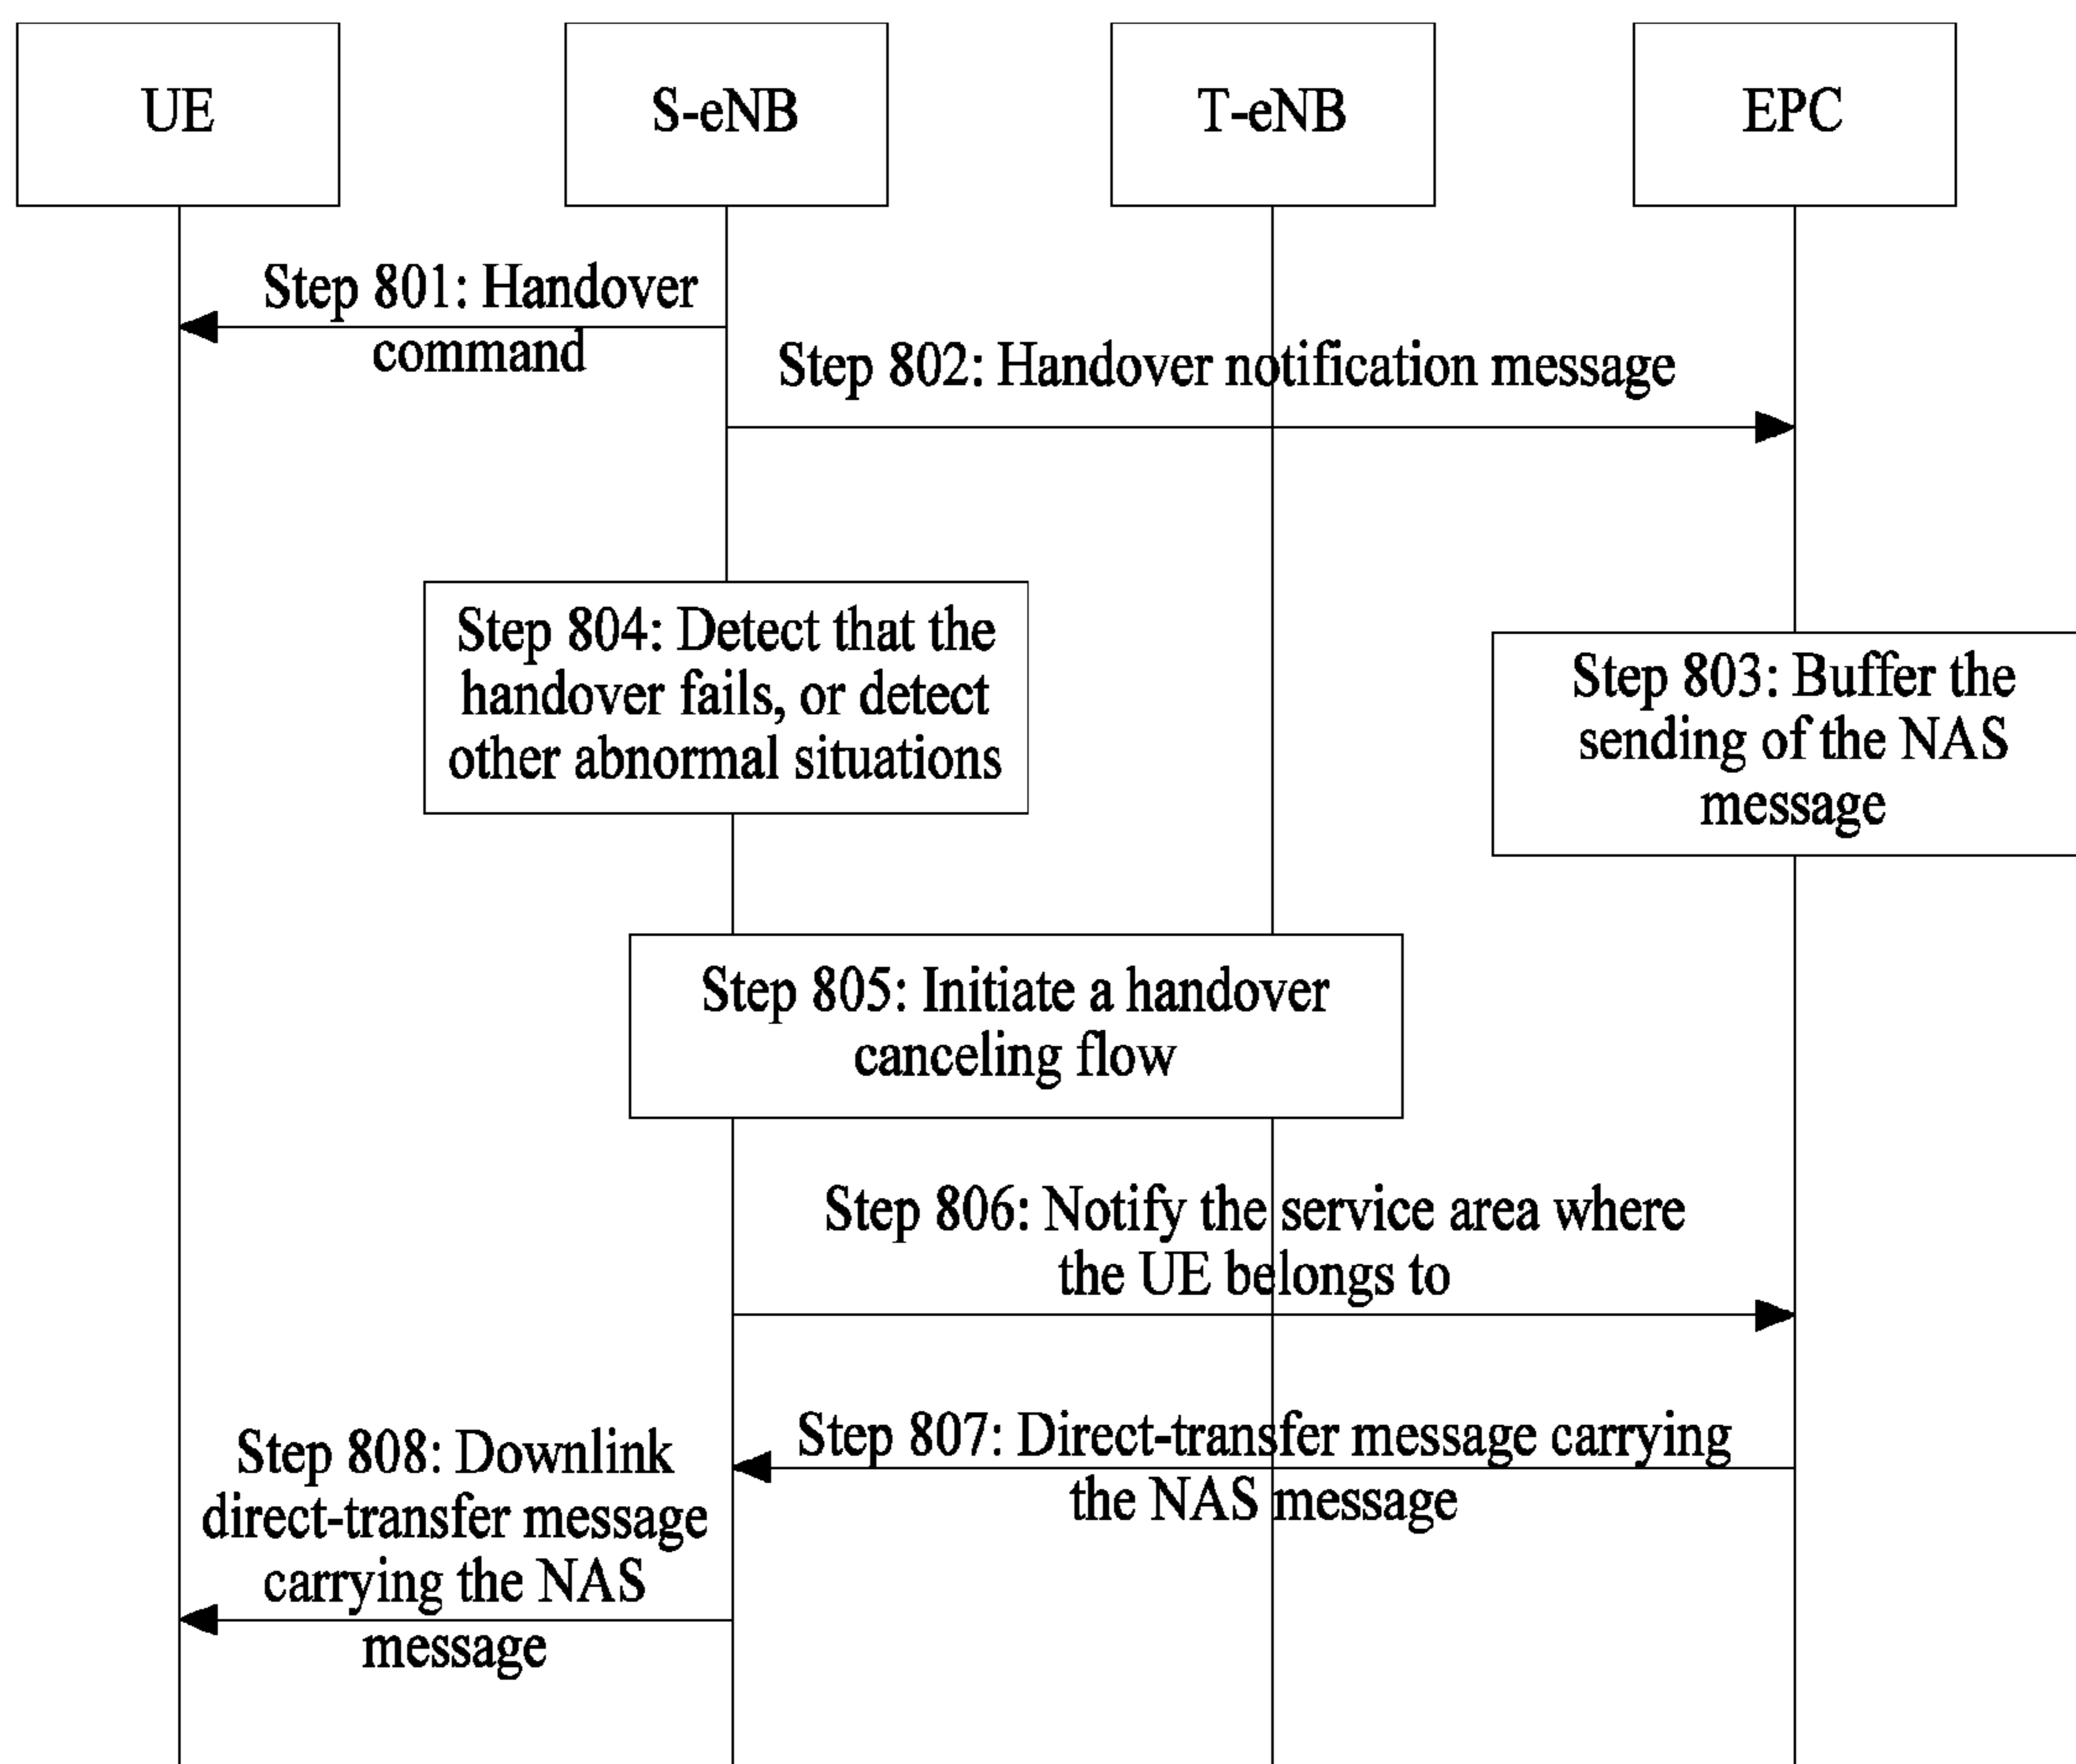 UE
S-eNB
T-eNB
EPC
Step 801: Handover
command
Step 802: Handover notification message
Step 804: Detect that the
handover fails, or detect
other abnormal situations
Step 803: Buffer the
sending of the NAS
message
Step 805: Initiate a handover
canceling flow
Step 806: Notify the service area where
the UE belongs to
Step 807: Direct-transfer message carrying
the NAS message
Step 808: Downlink
direct-transfer message
carrying the NAS
message